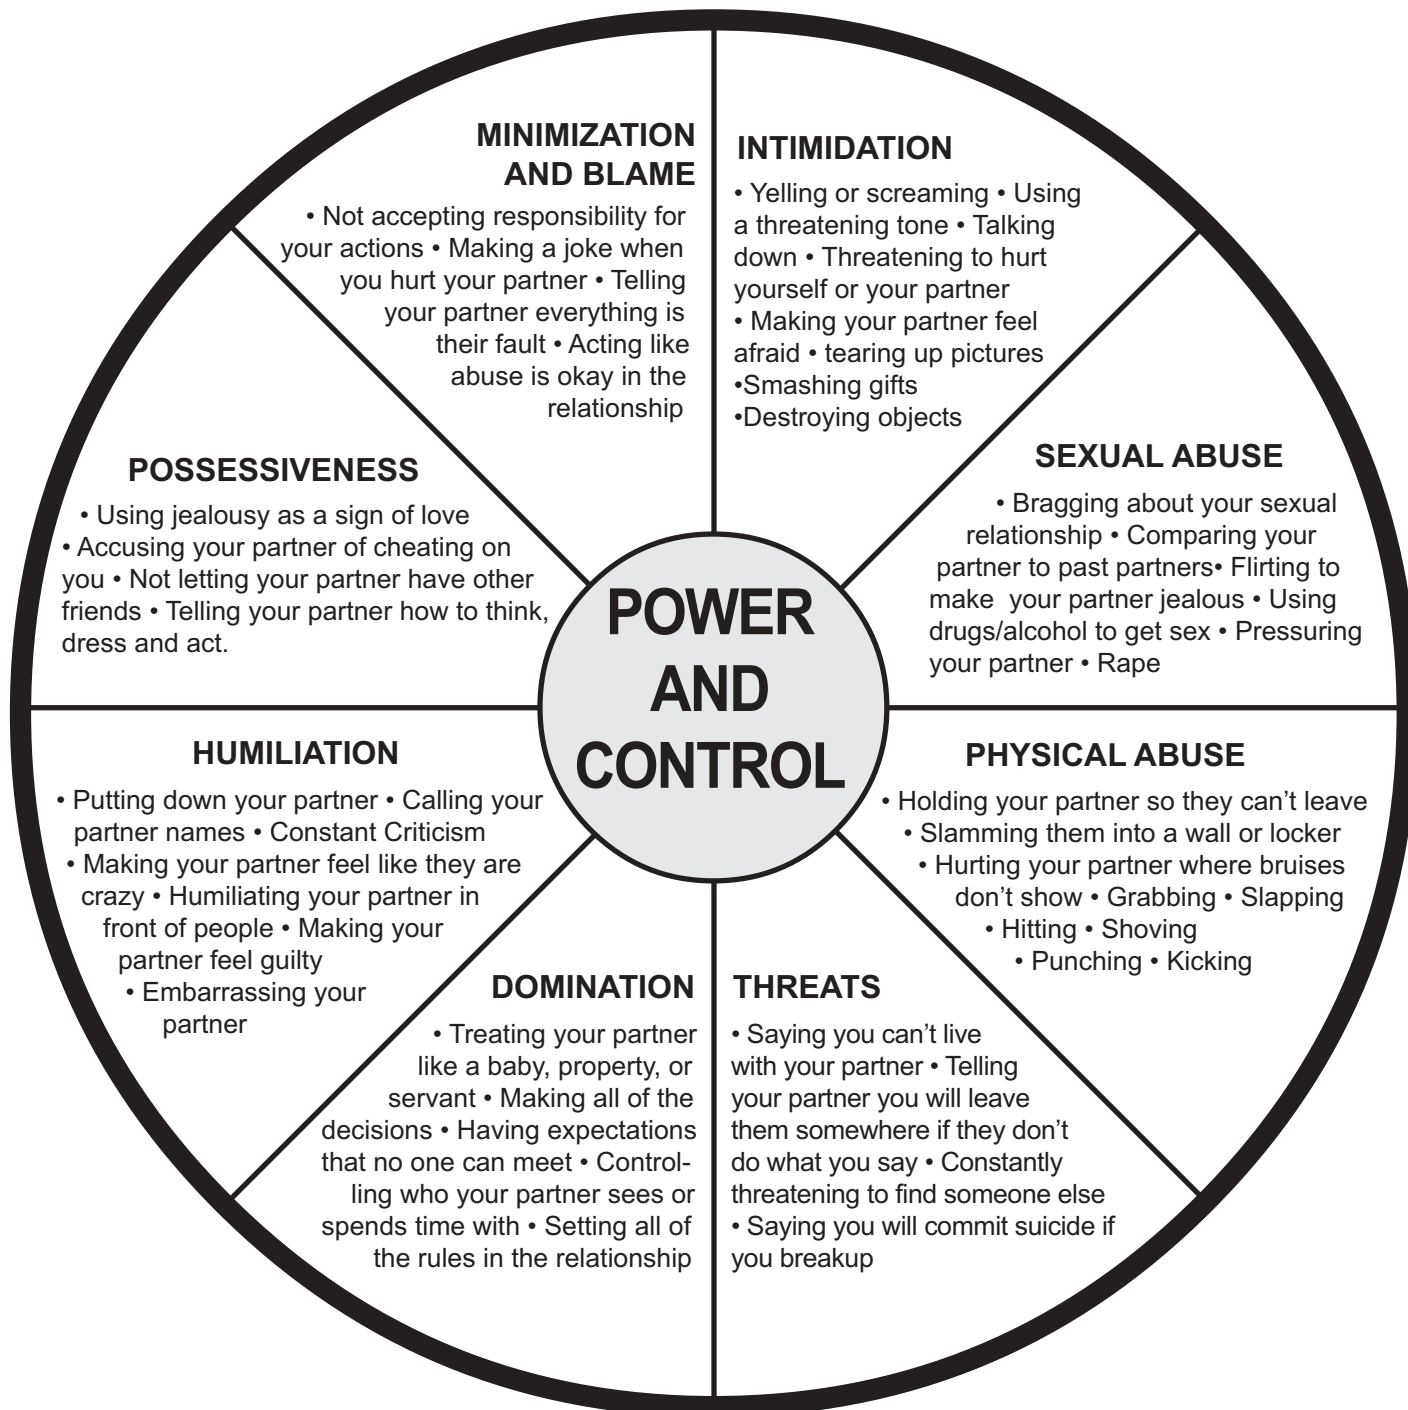 MINIMIZATION
AND BLAME
• Not accepting responsibility for
your actions • Making a joke when
you hurt your partner • Telling
your partner everything is
their fault • Acting like
abuse is okay in the
relationship
INTIMIDATION
• Yelling or screaming • Using
a threatening tone • Talking
down • Threatening to hurt
yourself or your partner
• Making your partner feel
afraid • tearing up pictures
•Smashing gifts
•Destroying objects
POSSESSIVENESS
• Using jealousy as a sign of love
• Accusing your partner of cheating on
you • Not letting your partner have other
friends • Telling your partner how to think,
dress and act.
SEXUAL ABUSE
• Bragging about your sexual
relationship • Comparing your
partner to past partners• Flirting to
make  your partner jealous • Using
drugs/alcohol to get sex • Pressuring
your partner • Rape
POWER
AND
CONTROL
HUMILIATION
• Putting down your partner • Calling your
partner names • Constant Criticism
• Making your partner feel like they are
crazy • Humiliating your partner in
front of people • Making your
partner feel guilty
• Embarrassing your
partner
PHYSICAL ABUSE
• Holding your partner so they can’t leave
• Slamming them into a wall or locker
• Hurting your partner where bruises
don’t show • Grabbing • Slapping
• Hitting • Shoving
• Punching • Kicking
DOMINATION
• Treating your partner
like a baby, property, or
servant • Making all of the
decisions • Having expectations
that no one can meet • Control-
ling who your partner sees or
spends time with • Setting all of
the rules in the relationship
THREATS
• Saying you can’t live
with your partner • Telling
your partner you will leave
them somewhere if they don’t
do what you say • Constantly
threatening to find someone else
• Saying you will commit suicide if
you breakup